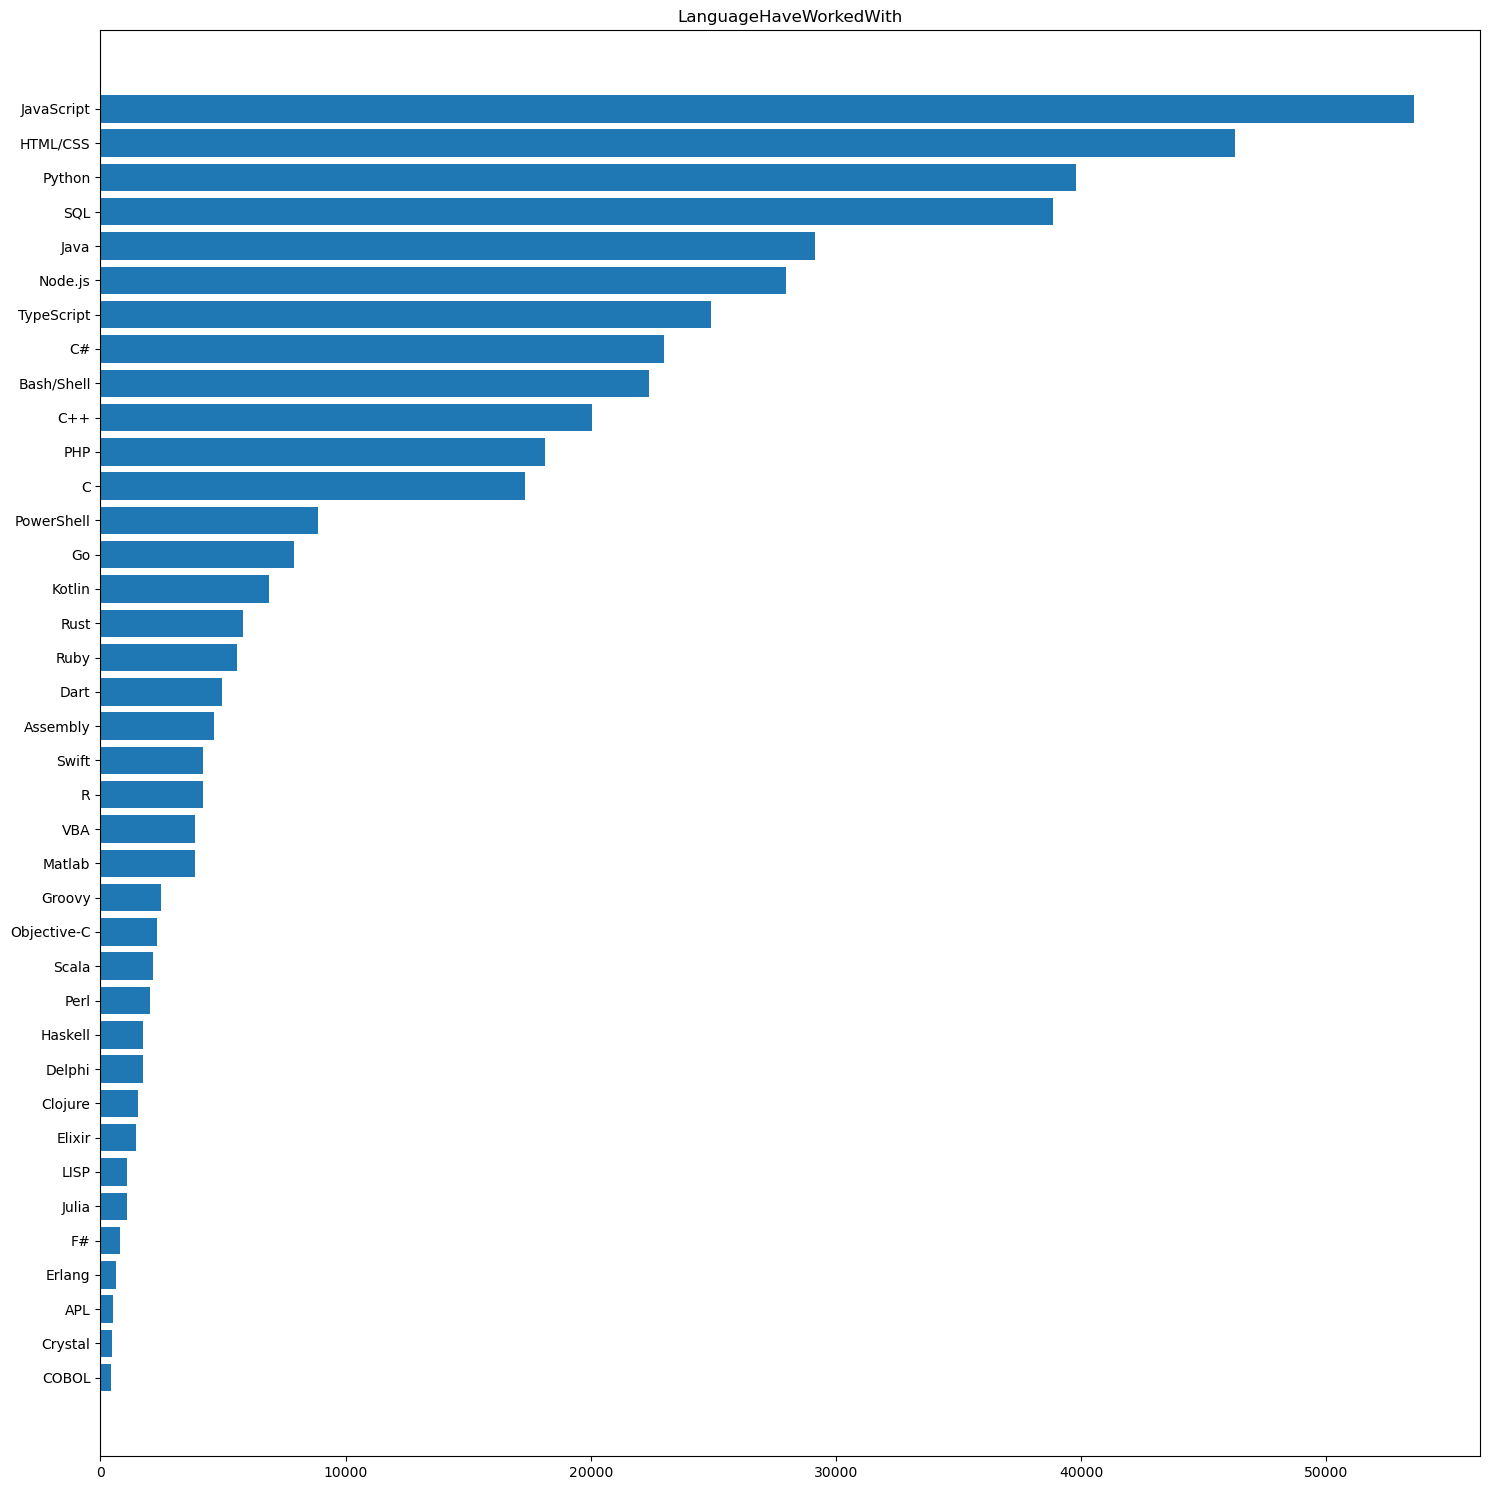 LanguageHaveWorkedWith
JavaScript
HTML/CSS
Python
SQL
Java
Node.js
TypeScript
C#
Bash/Shell
C++
PHP
C
PowerShell
Go
Kotlin
Rust
Ruby
Dart
Assembly
Swift
R
VBA
Matlab
Groovy
Objective-C
Scala
Perl
Haskell
Delphi
Clojure
Elixir
LISP
Julia
F#
Erlang
APL
Crystal
COBOL
0 10000 20000 30000 40000 50000